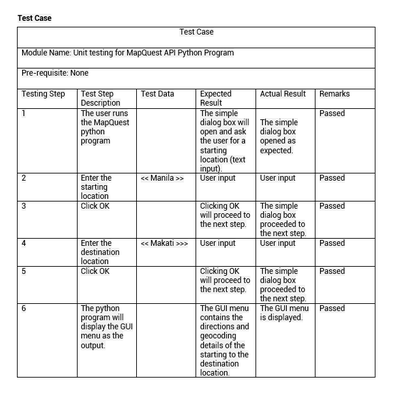 Test Case
Test Case
Module Name: Unit testing for MapQuest API Python Program
Pre-requisite: None
Testing Step
Test Step
Description
Test Data
Expected
Result
Actual Result
Remarks
1
The user runs
the MapQuest
python
program
The simple
dialog box will
open and ask
the user for a
starting
location (text
input).
The simple
dialog box
opened as
expected.
Passed
2
Enter the
starting
location
<< Manila >>
User input
User input
Passed
3
Click OK
Clicking OK
will proceed to
the next step.
The simple
dialog box
proceeded to
the next step.
Passed
4
Enter the
destination
location
<< Makati >>>
User input
User input
Passed
5
Click OK
Clicking OK
will proceed to
the next step.
The simple
dialog box
proceeded to
the next step.
Passed
6
The python
program will
display the GUI
menu as the
output.
The GUI menu
contains the
directions and
geocoding
details of the
starting to the
destination
location.
The GUI menu
is displayed.
Passed